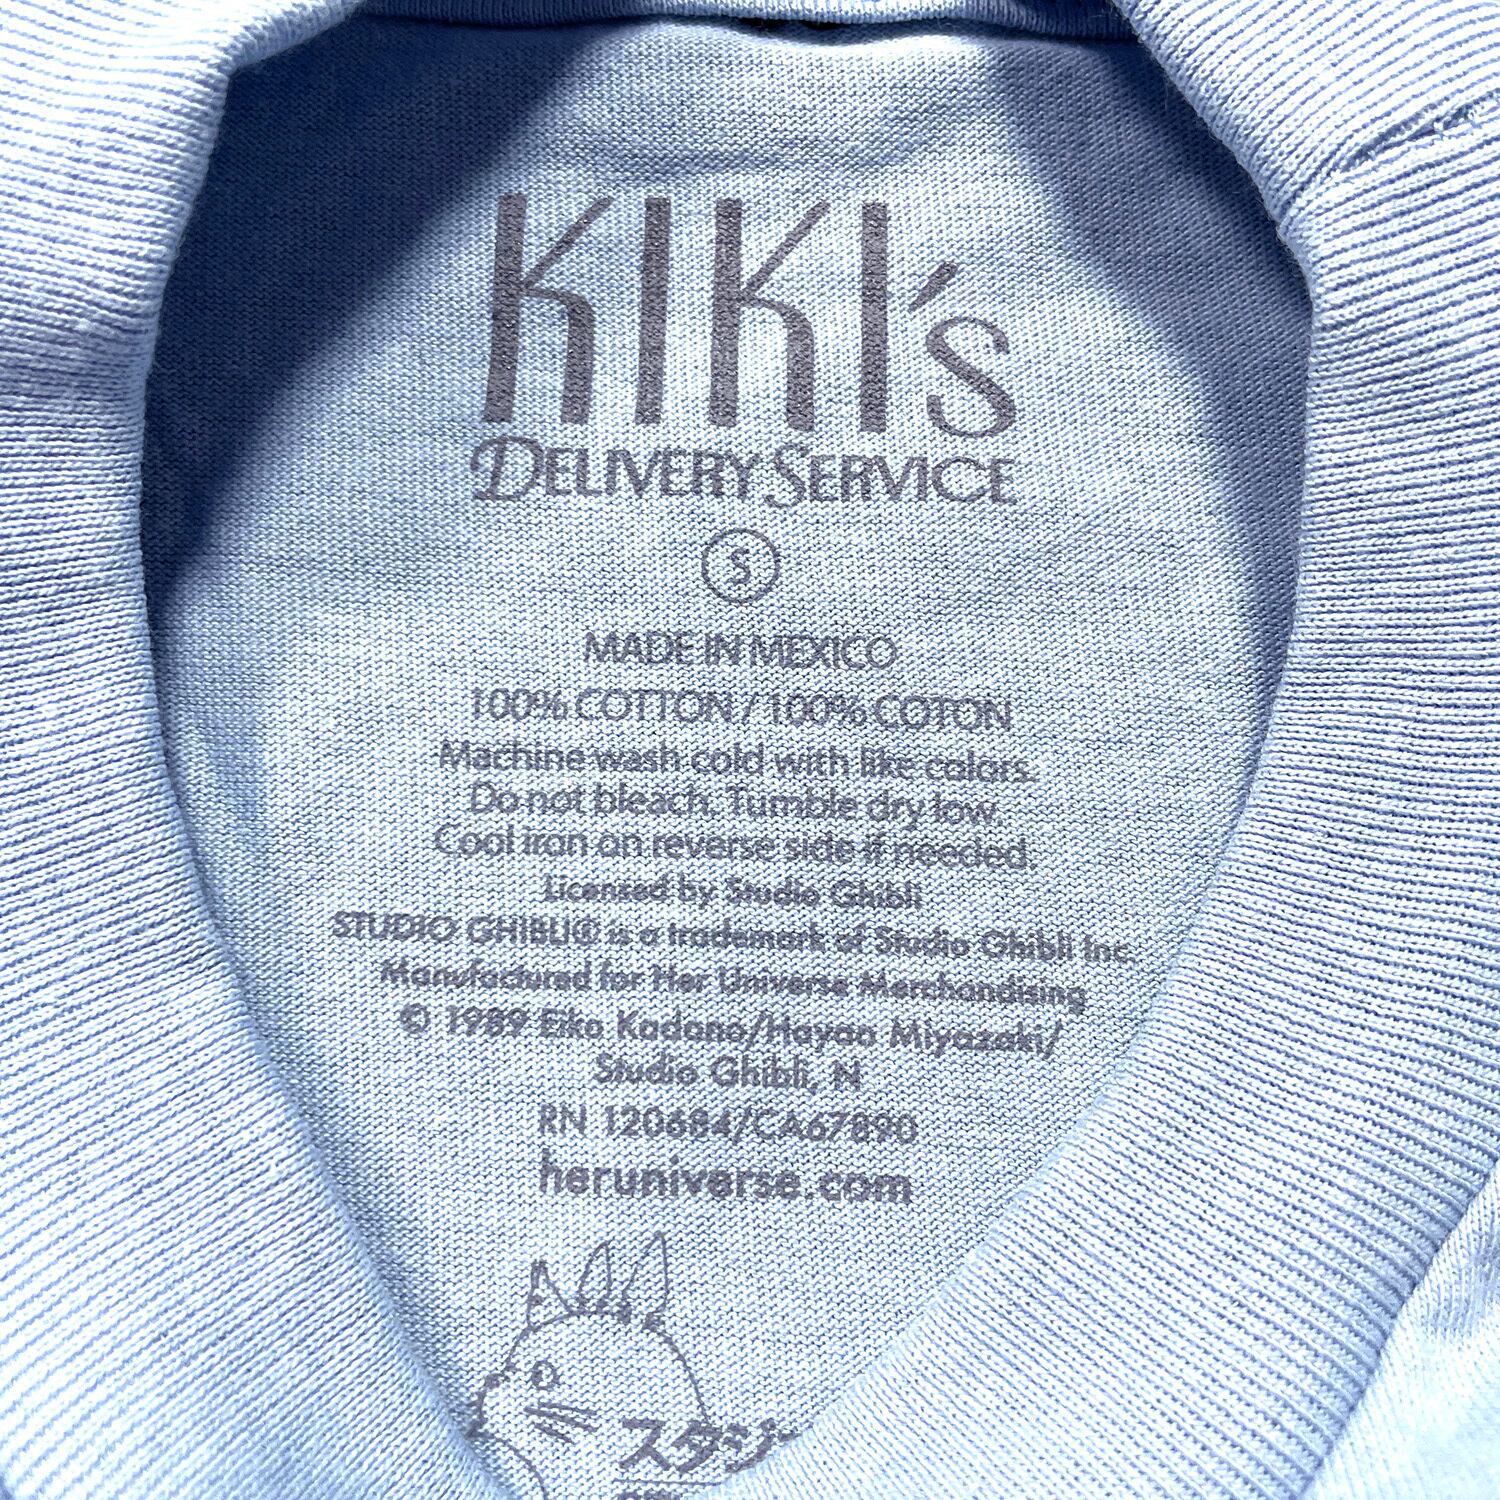 KIKI's
DELIVERY SERVICE
S
MADE IN MEXICO
100% COTTON / 100% COTON
Machine wash cold with like colors.
Do not bleach. Tumble dry low.
Cool iron on reverse side if needed.
Licensed by Studio Ghibli
STUDIO GHIBLI® is a trademark of Studio Ghibli Inc.
Manufactured for Her Universe Merchandising
© 1989 Eiko Kadono/Hayao Miyazaki/
Studio Ghibli, N
RN 120684/CA67890
heruniverse.com
スタジ